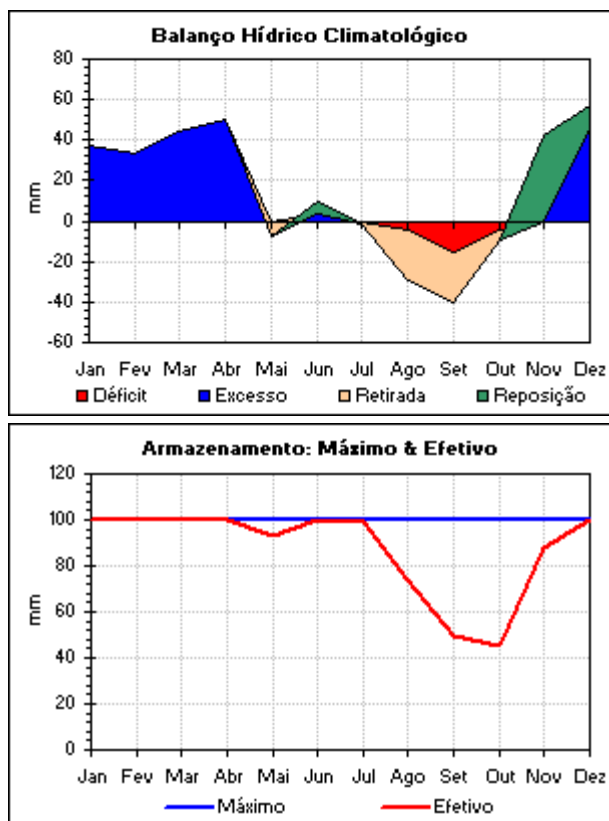 Balanço Hídrico Climatológico
80
60
40
20
0
-20
-40
-60
mm
Jan Fev Mar Abr Mai Jun Jul Ago Set Out Nov Dez
Déficit Excesso Retirada Reposição
Armazenamento: Máximo & Efetivo
120
100
80
60
40
20
0
mm
Jan Fev Mar Abr Mai Jun Jul Ago Set Out Nov Dez
Máximo Efetivo